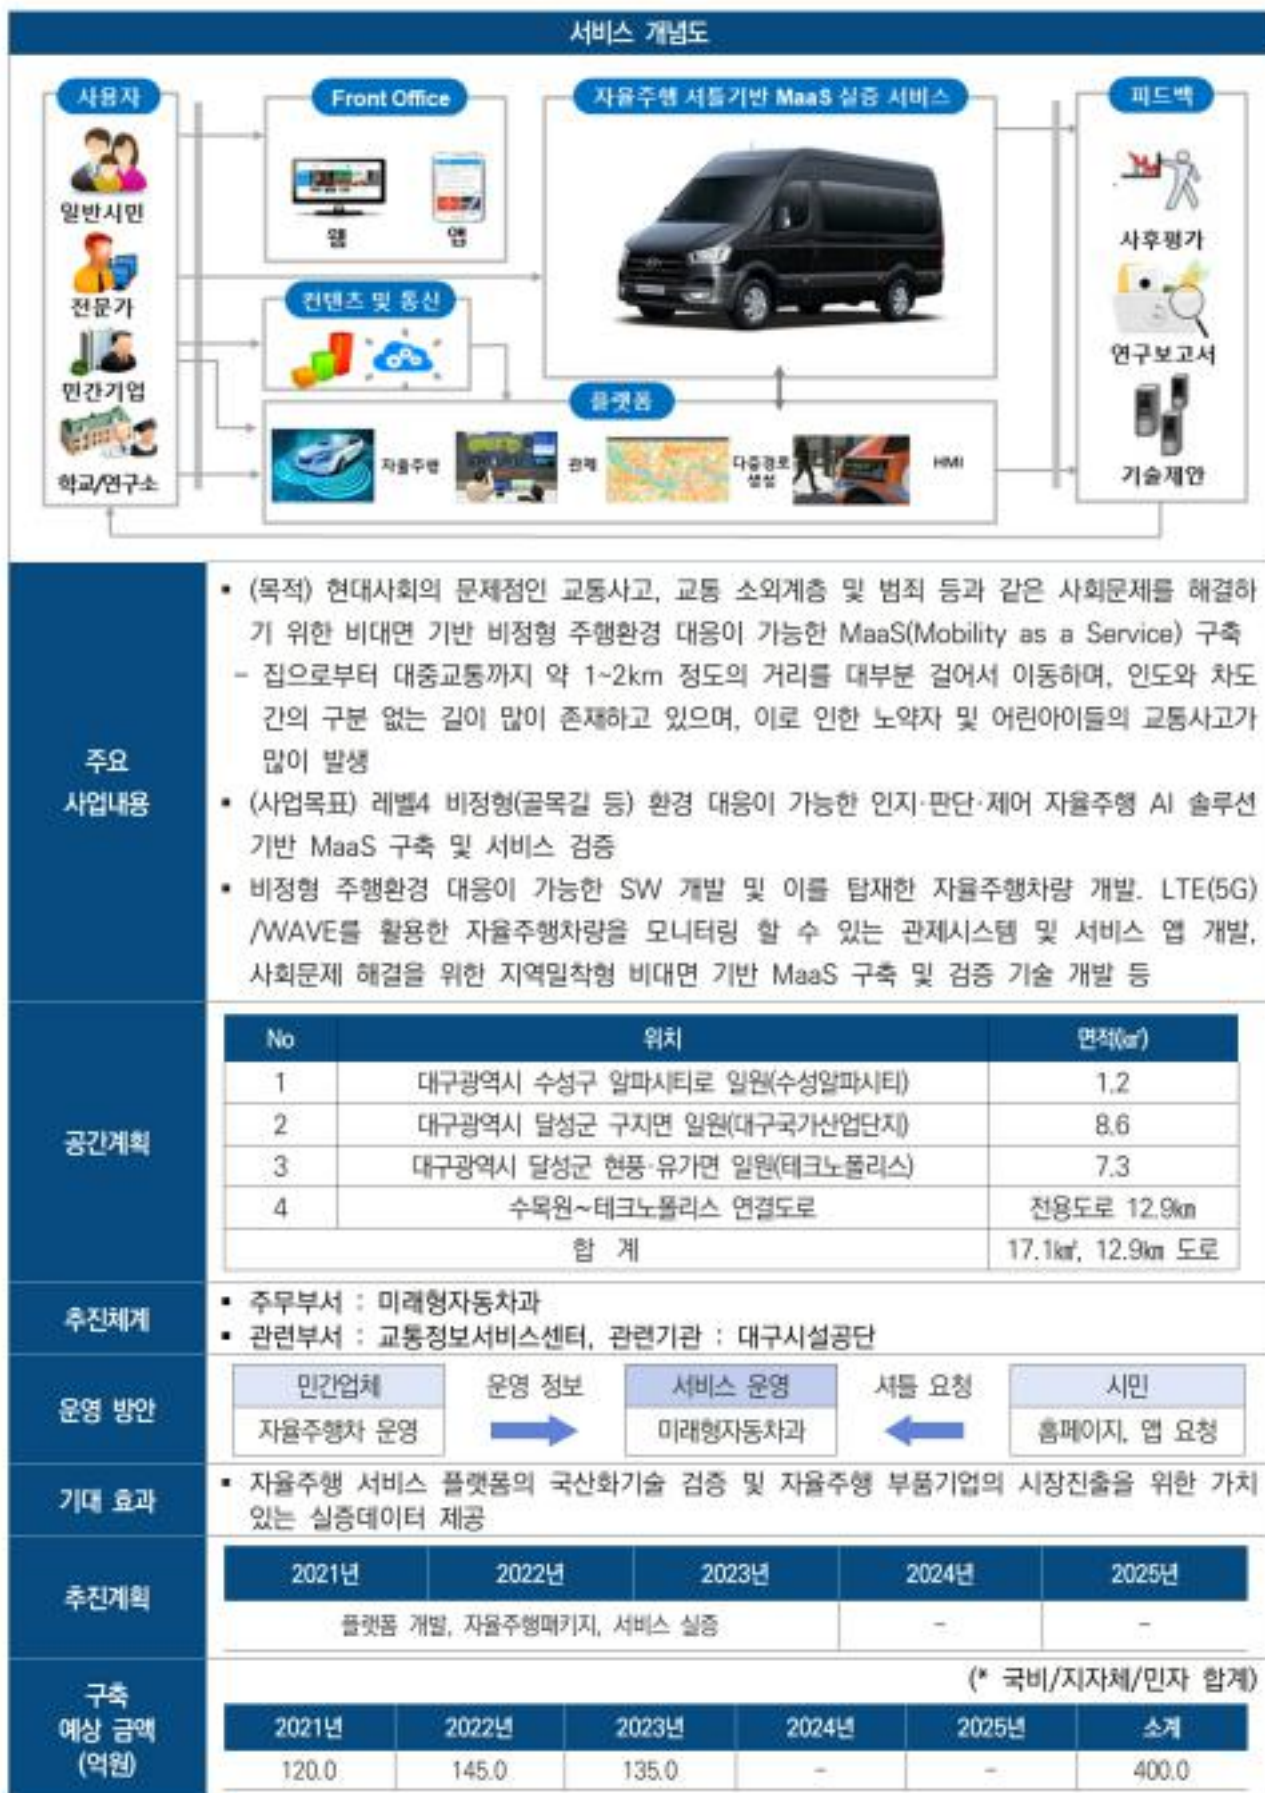 서비스 개념도
사용자
Front Office
자율주행 셔틀기반 MaaS 실증 서비스
피드백
일반시민
웹
앱
사후평가
전문가
컨텐츠 및 통신
연구보고서
민간기업
플랫폼
자율주행
관제
다중경로
생성
HMI
학교/연구소
기술제안
주요
사업내용
▪ (목적) 현대사회의 문제점인 교통사고, 교통 소외계층 및 범죄 등과 같은 사회문제를 해결하
기 위한 비대면 기반 비정형 주행환경 대응이 가능한 MaaS(Mobility as a Service) 구축
- 집으로부터 대중교통까지 약 1~2km 정도의 거리를 대부분 걸어서 이동하며, 인도와 차도
간의 구분 없는 길이 많이 존재하고 있으며, 이로 인한 노약자 및 어린아이들의 교통사고가
많이 발생
▪ (사업목표) 레벨4 비정형(골목길 등) 환경 대응이 가능한 인지·판단·제어 자율주행 AI 솔루션
기반 MaaS 구축 및 서비스 검증
▪ 비정형 주행환경 대응이 가능한 SW 개발 및 이를 탑재한 자율주행차량 개발. LTE(5G)
/WAVE를 활용한 자율주행차량을 모니터링 할 수 있는 관제시스템 및 서비스 앱 개발,
사회문제 해결을 위한 지역밀착형 비대면 기반 MaaS 구축 및 검증 기술 개발 등
공간계획
No 위치 면적(㎢)
1 대구광역시 수성구 알파시티로 일원(수성알파시티) 1.2
2 대구광역시 달성군 구지면 일원(대구국가산업단지) 8.6
3 대구광역시 달성군 현풍·유가면 일원(테크노폴리스) 7.3
4 수목원~테크노폴리스 연결도로 전용도로 12.9㎞
합 계 17.1㎢, 12.9㎞ 도로
추진체계
▪ 주무부서 : 미래형자동차과
▪ 관련부서 : 교통정보서비스센터, 관련기관 : 대구시설공단
운영 방안
민간업체 운영 정보 서비스 운영 셔틀 요청 시민
자율주행차 운영 미래형자동차과 홈페이지, 앱 요청
기대 효과
▪ 자율주행 서비스 플랫폼의 국산화기술 검증 및 자율주행 부품기업의 시장진출을 위한 가치
있는 실증데이터 제공
추진계획
2021년 2022년 2023년 2024년 2025년
플랫폼 개발, 자율주행패키지, 서비스 실증 - -
구축
예상 금액
(억원)
(* 국비/지자체/민자 합계)
2021년 2022년 2023년 2024년 2025년 소계
120.0 145.0 135.0 - - 400.0